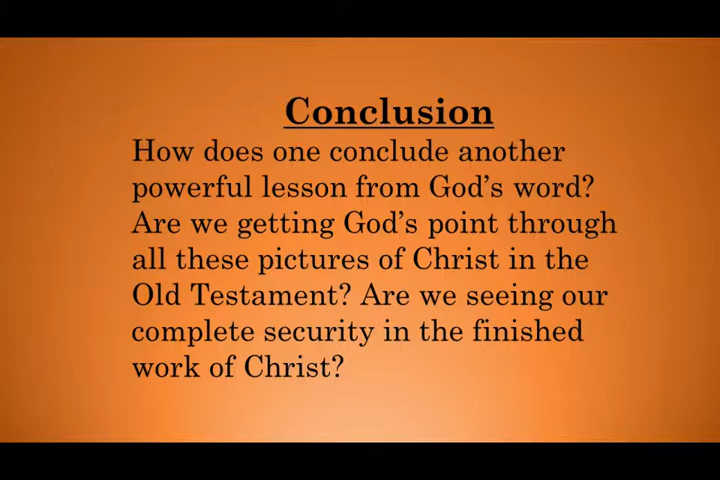 Conclusion
How does one conclude another
powerful lesson from God's word?
Are we getting God's point through
all these pictures of Christ in the
Old Testament? Are we seeing our
complete security in the finished
work of Christ?